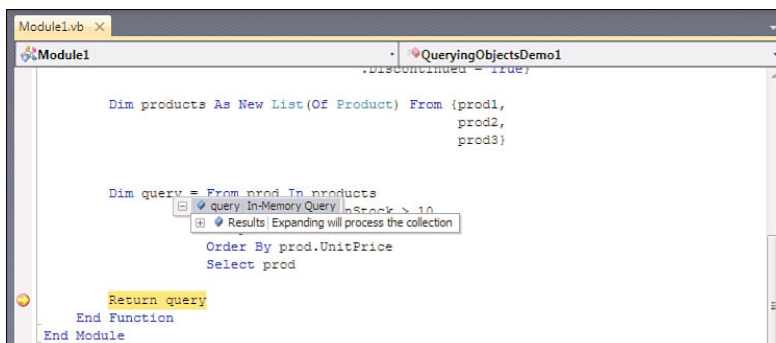 Module1.vb ×
Module1 QueryingObjectsDemo1
.Discontinued = True}
Dim products As New List(Of Product) From {prod1,
prod2,
prod3}
Dim query = From prod In products
query In-Memory Query nStock > 10
Results Expanding will process the collection
Order By prod.UnitPrice
Select prod
Return query
End Function
End Module